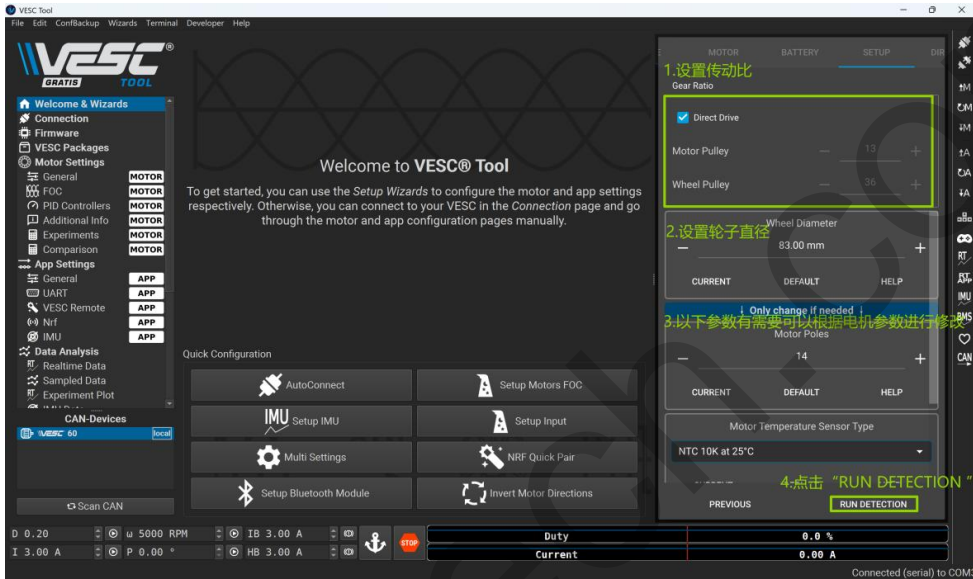 VESC Tool
File Edit ConfBackup Wizards Terminal Developer Help
VESC®
GRATIS TOOL
Welcome & Wizards
Connection
Firmware
VESC Packages
Motor Settings
General MOTOR
FOC MOTOR
PID Controllers MOTOR
Additional Info MOTOR
Experiments MOTOR
Comparison MOTOR
App Settings
General APP
UART APP
VESC Remote APP
Nrf APP
IMU APP
Data Analysis
Realtime Data
Sampled Data
Experiment Plot
CAN-Devices
VESC 60 local
Scan CAN
Welcome to VESC® Tool
To get started, you can use the Setup Wizards to configure the motor and app settings
respectively. Otherwise, you can connect to your VESC in the Connection page and go
through the motor and app configuration pages manually.
Quick Configuration
AutoConnect Setup Motors FOC
IMU Setup IMU Setup Input
Multi Settings NRF Quick Pair
Setup Bluetooth Module Invert Motor Directions
MOTOR BATTERY SETUP DIR
1.设置传动比
Gear Ratio
Direct Drive
Motor Pulley — 13 +
Wheel Pulley — 36 +
Wheel Diameter
2.设置轮子直径
— 83.00 mm +
CURRENT DEFAULT HELP
↓ Only change if needed ↓
3.以下参数有需要可以根据电机参数进行修改
Motor Poles
— 14 +
CURRENT DEFAULT HELP
Motor Temperature Sensor Type
NTC 10K at 25°C
4.点击“RUN DETECTION”
PREVIOUS RUN DETECTION
D 0.20 ω 5000 RPM IB 3.00 A
I 3.00 A P 0.00 ° HB 3.00 A
STOP
Duty 0.0 %
Current 0.00 A
Connected (serial) to COM
↑M
↓M
↑A
↓A
RT
RT
APP
IMU
BMS
CAN